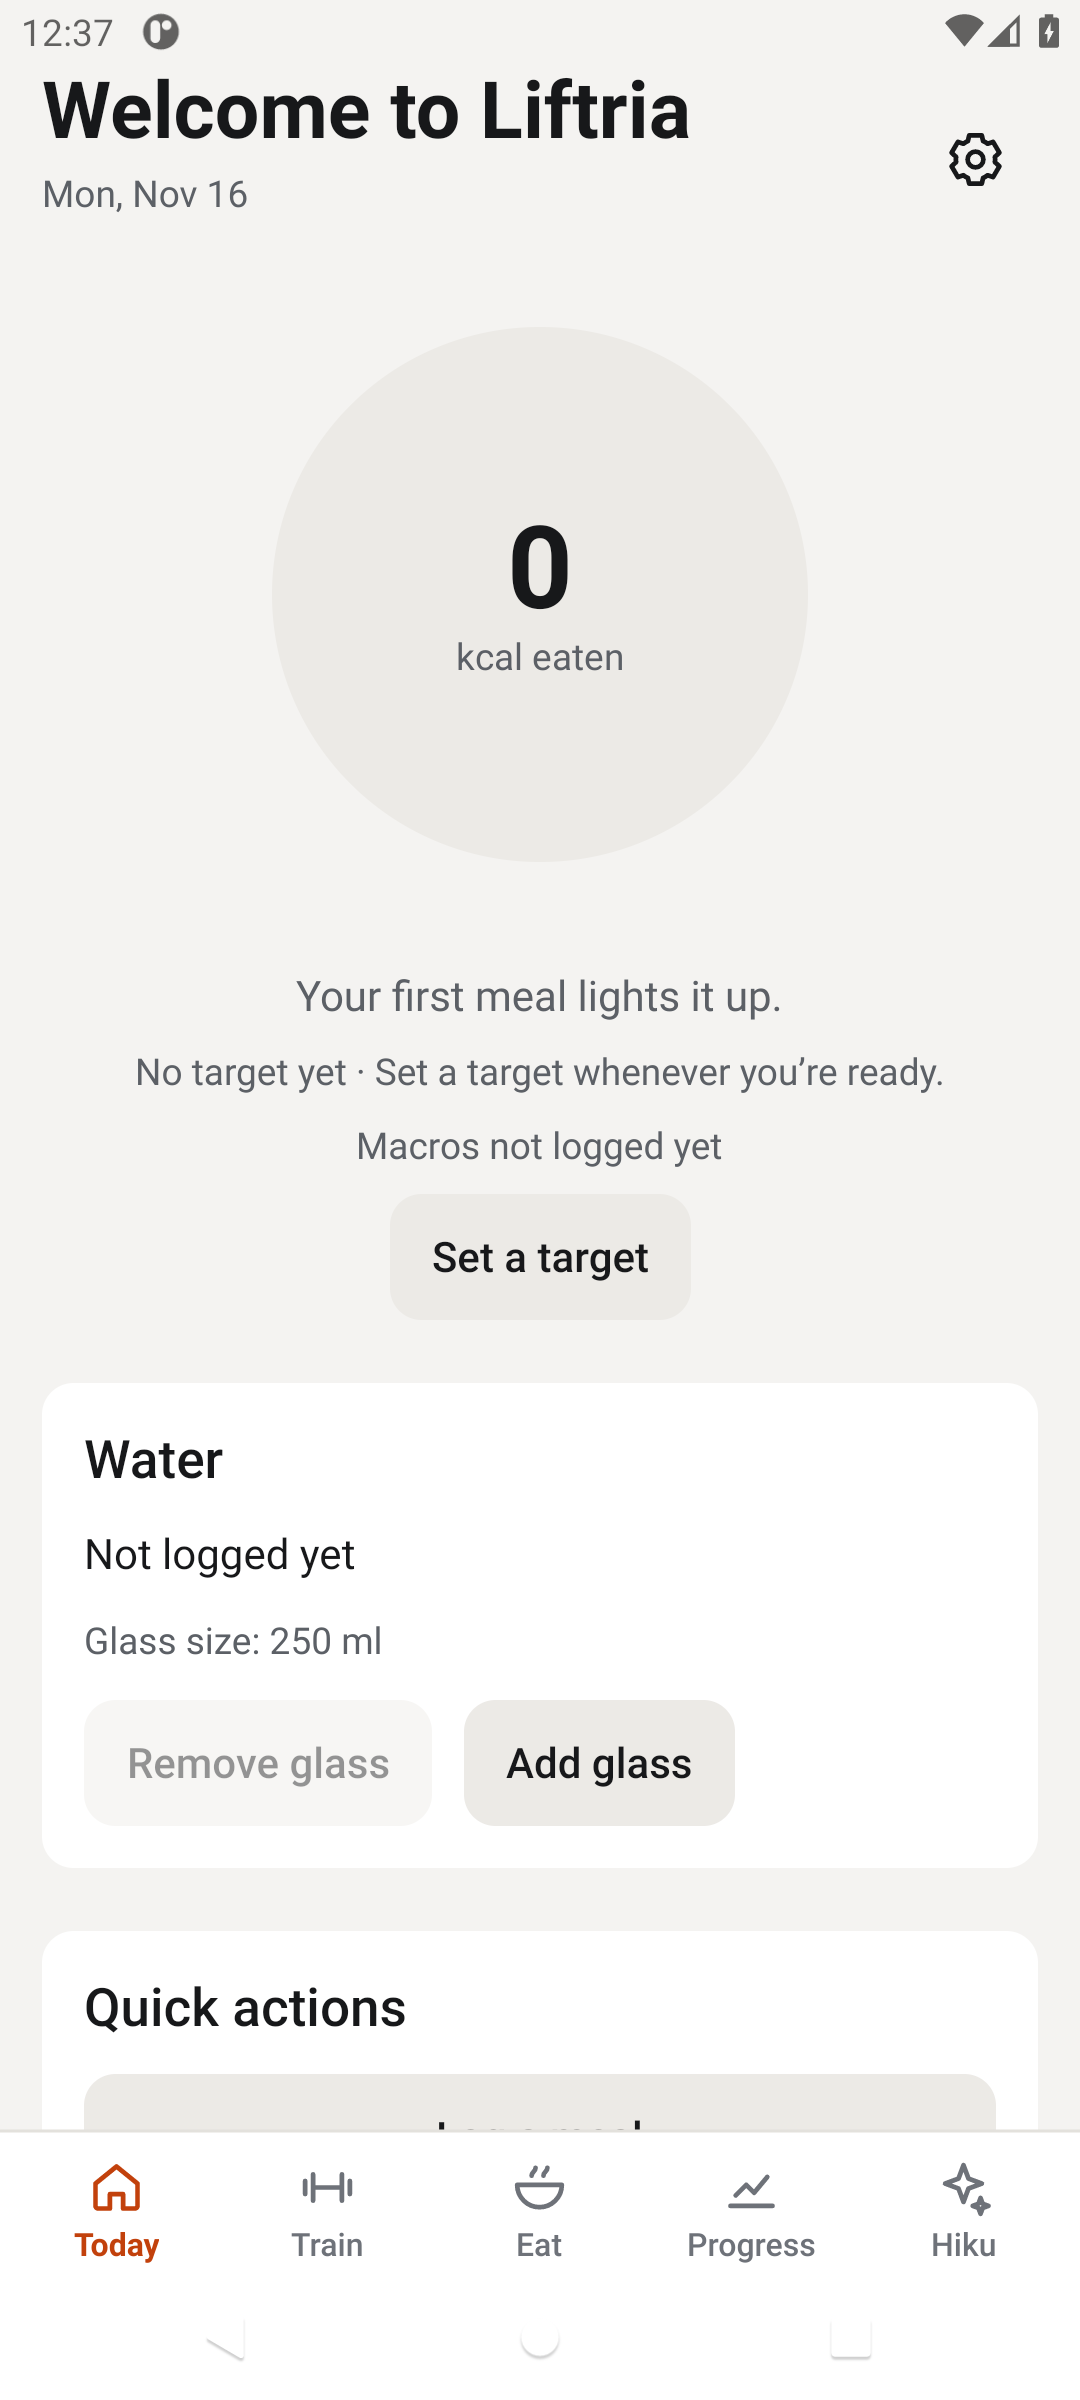 12:37
Welcome to Liftria
Mon, Nov 16
0
kcal eaten
Your first meal lights it up.
No target yet · Set a target whenever you’re ready.
Macros not logged yet
Set a target
Water
Not logged yet
Glass size: 250 ml
Remove glass
Add glass
Quick actions
Today
Train
Eat
Progress
Hiku